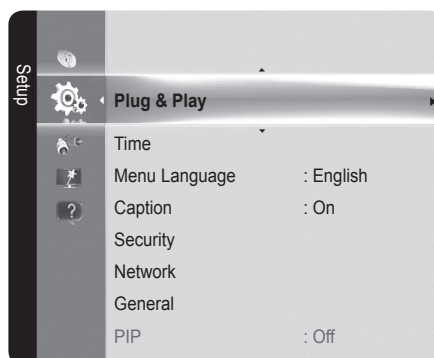 Setup
Plug & Play
Time
Menu Language : English
Caption : On
Security
Network
General
PIP : Off